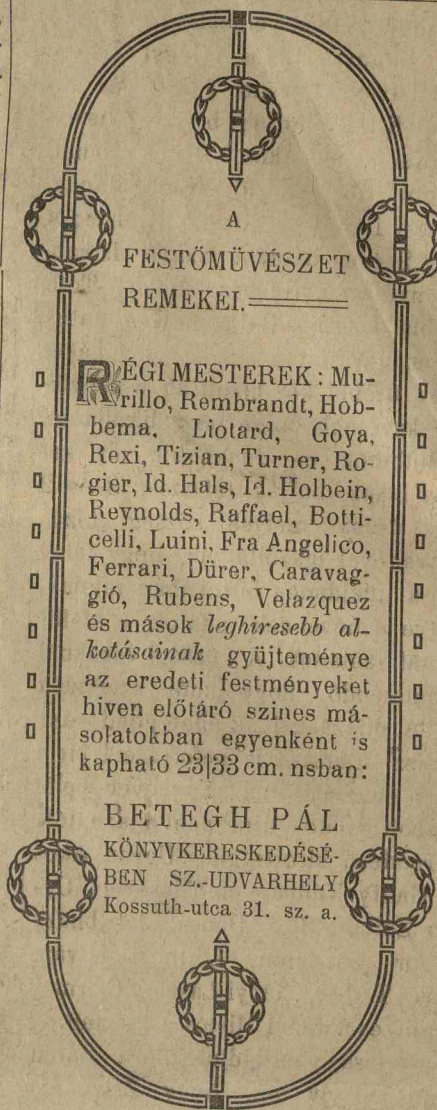 A
FESTŐMÜVÉSZET
REMEKEI.
RÉGI MESTEREK: Mu-
rillo, Rembrandt, Hob-
bema, Liotard, Goya,
Rexi, Tizian, Turner, Ro-
gier, Id. Hals, Id. Holbein,
Reynolds, Raffael, Botti-
celli, Luini, Fra Angelico,
Ferrari, Dürer, Caravag-
gió, Rubens, Velazquez
és mások leghiresebb al-
kotásainak gyüjteménye
az eredeti festményeket
hiven előtáró szines má-
solatokban egyenként is
kapható 23|33 cm. nsban:
BETEGH PÁL
KÖNYVKERESKEDÉSÉ-
BEN SZ.-UDVARHELY
Kossuth-utca 31. sz. a.